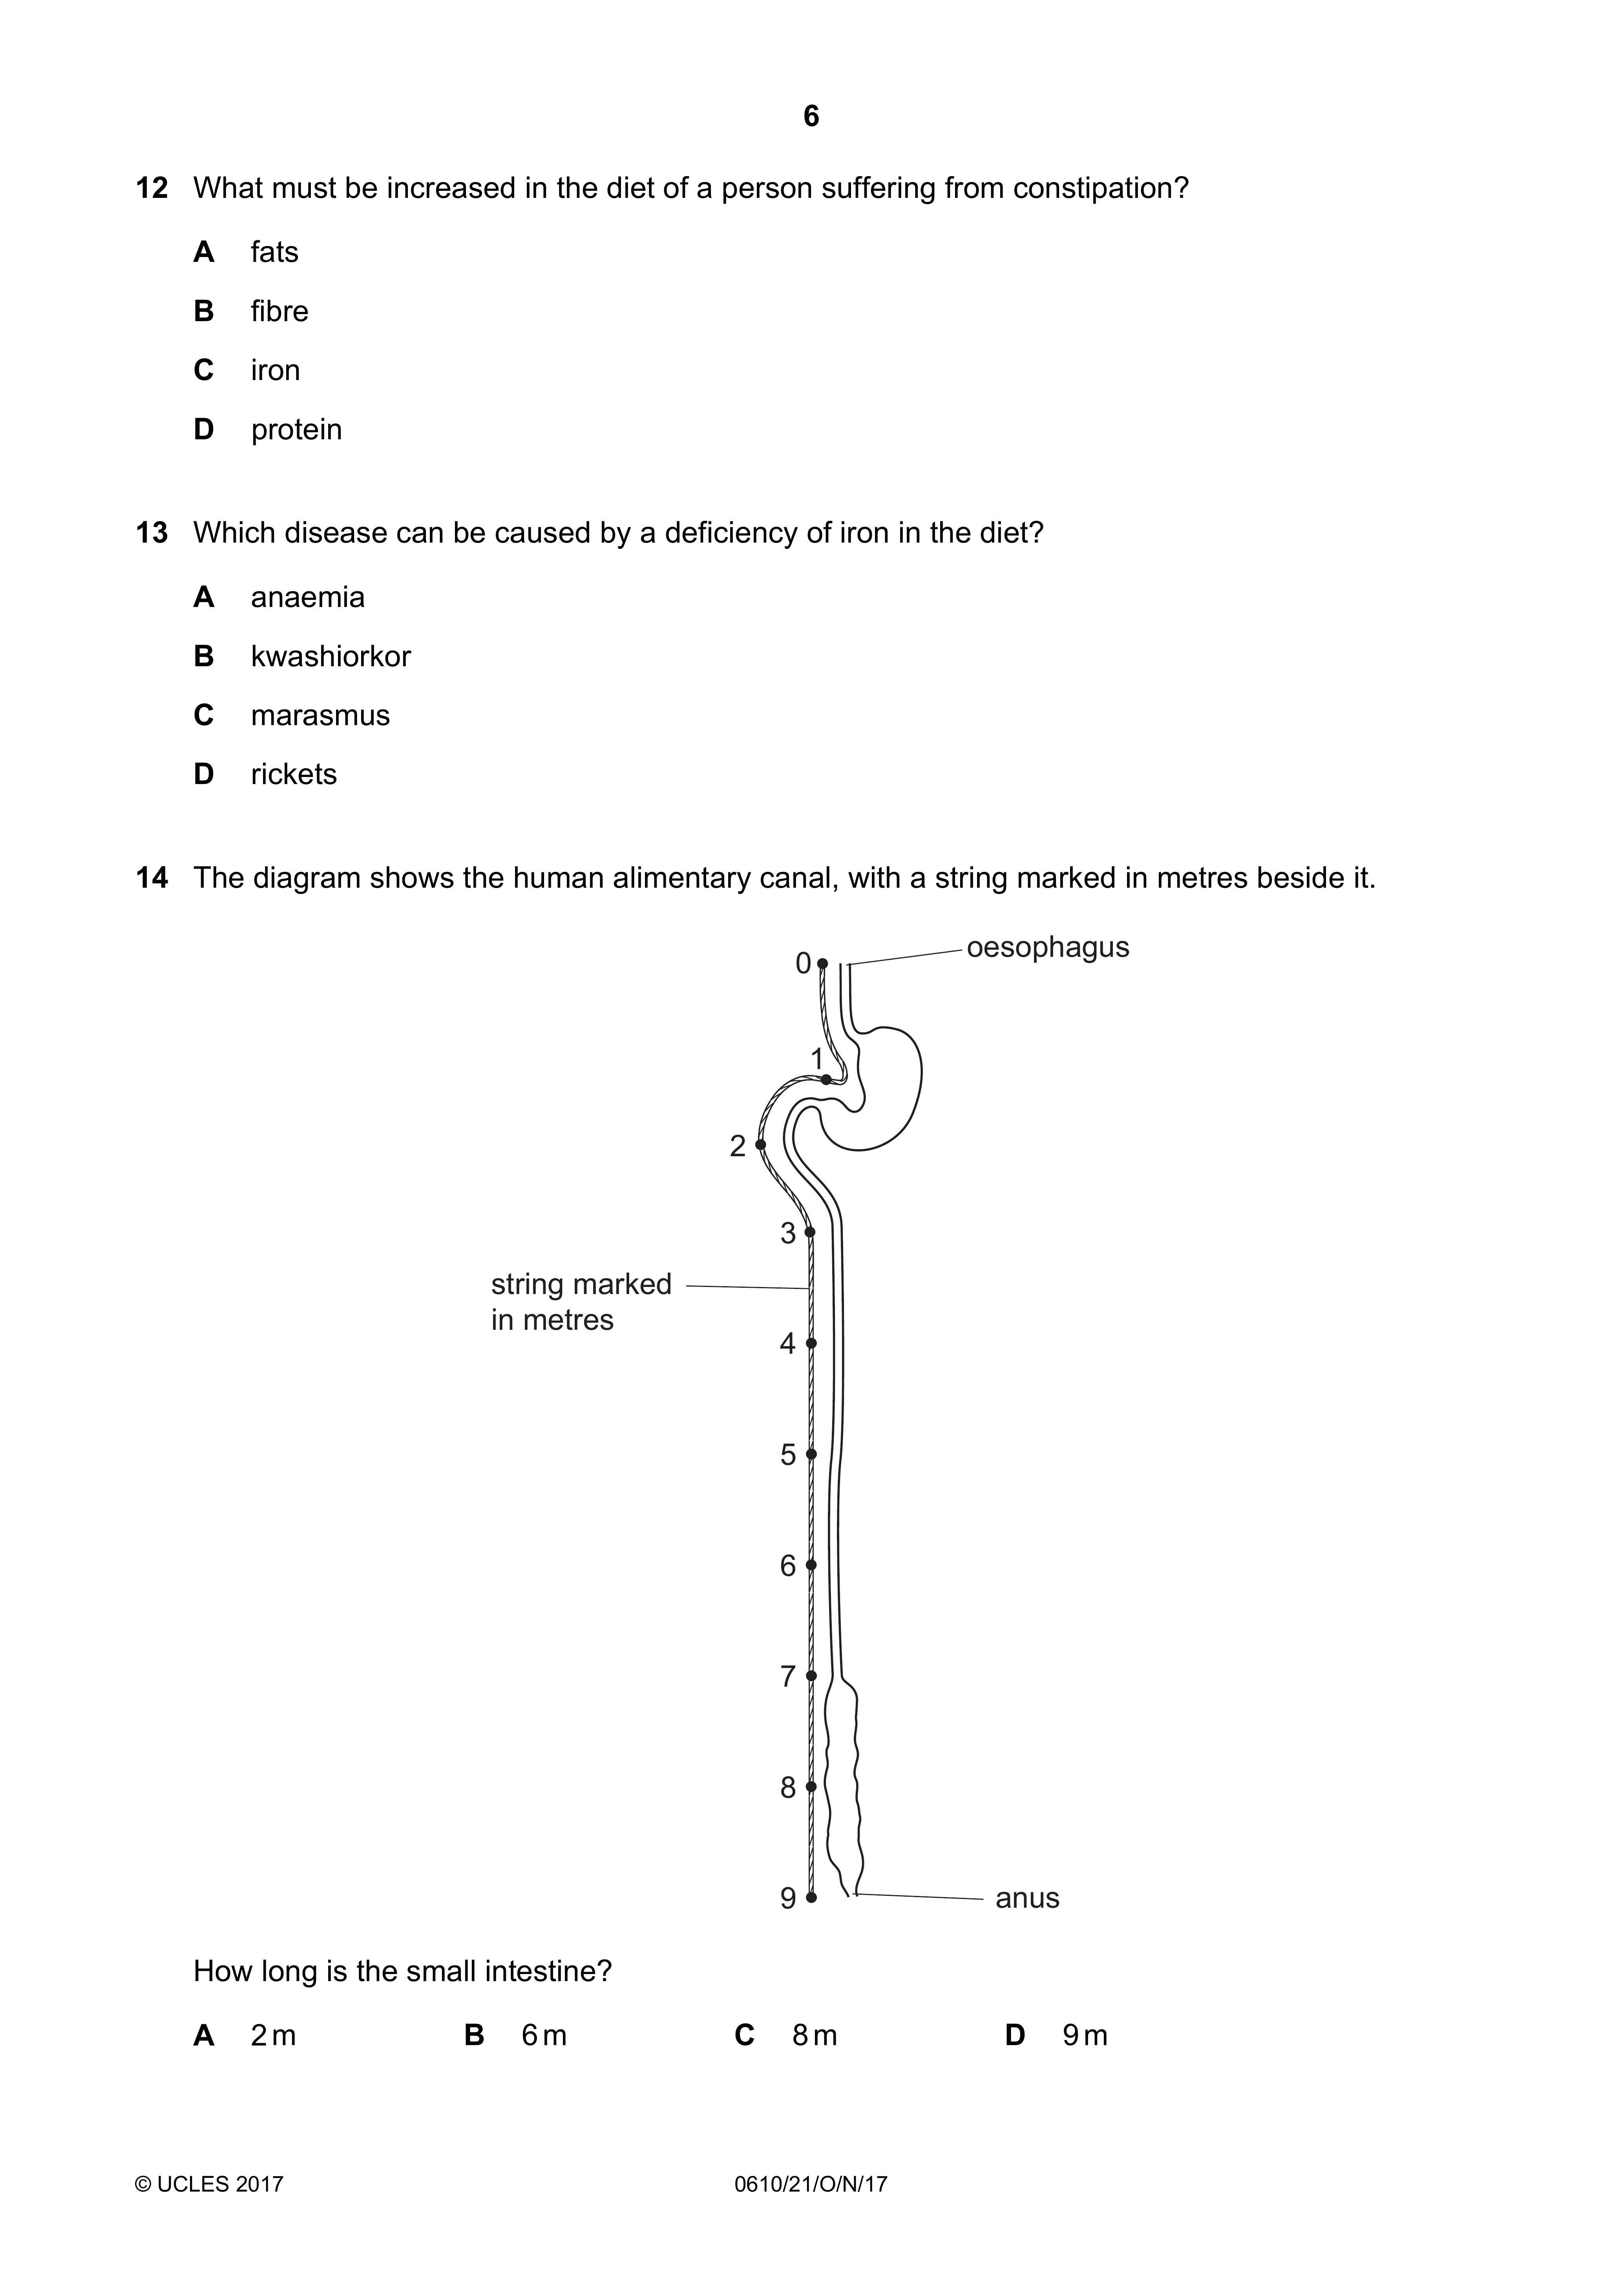 6
12 What must be increased in the diet of a person suffering from constipation?
A fats
B fibre
C iron
D protein
13 Which disease can be caused by a deficiency of iron in the diet?
A anaemia
B kwashiorkor
C marasmus
D rickets
14 The diagram shows the human alimentary canal, with a string marked in metres beside it.
oesophagus
0
1
2
3
string marked
in metres
4
5
6
7
8
9
anus
How long is the small intestine?
A 2 m B 6 m C 8 m D 9 m
© UCLES 2017 0610/21/O/N/17